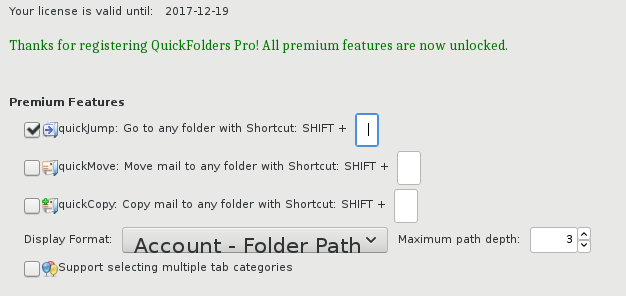 Your license is valid until: 2017-12-19
Thanks for registering QuickFolders Pro! All premium features are now unlocked.
Premium Features
quickJump: Go to any folder with Shortcut: SHIFT +
quickMove: Move mail to any folder with Shortcut: SHIFT +
quickCopy: Copy mail to any folder with Shortcut: SHIFT +
Display Format: Account - Folder Path Maximum path depth: 3
Support selecting multiple tab categories